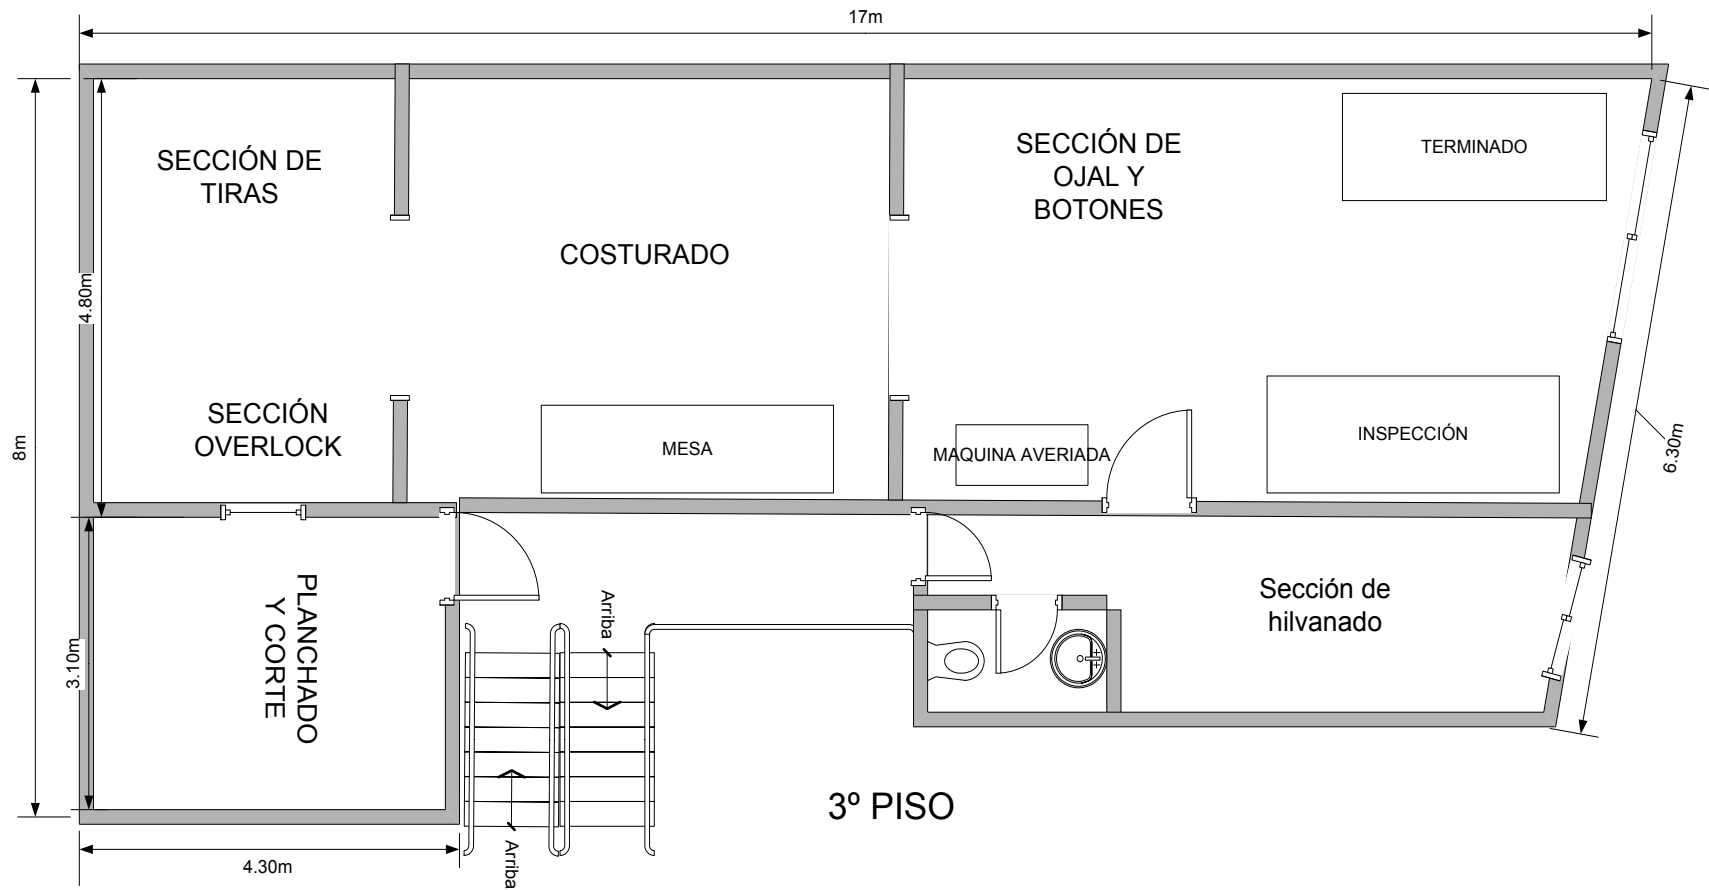 17m
SECCIÓN DE
TIRAS
SECCIÓN DE
OJAL Y
BOTONES
TERMINADO
COSTURADO
4.80m
8m
SECCIÓN
OVERLOCK
MESA
MAQUINA AVERIADA
INSPECCIÓN
6.30m
PLANCHADO
Y CORTE
Arriba
Sección de
hilvanado
3.10m
3º PISO
Arriba
4.30m